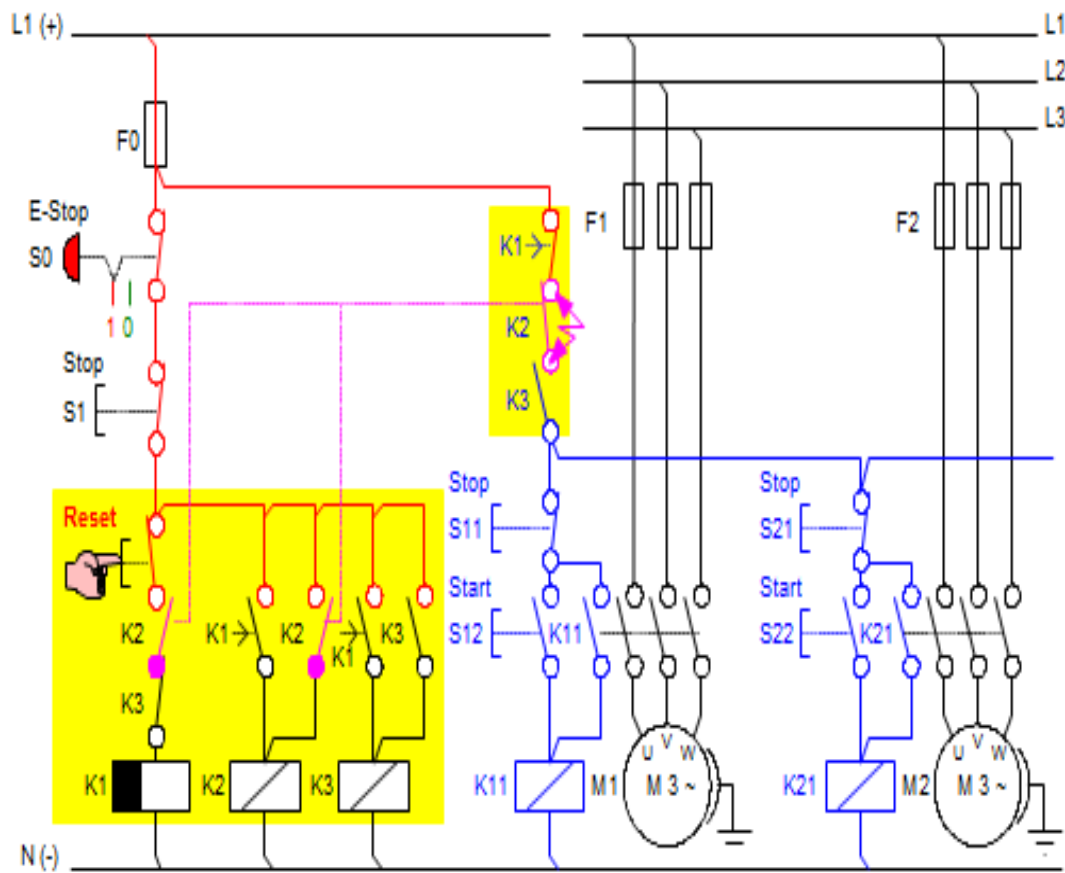 L1 (+)
L1
L2
L3
F0
F1
F2
E-Stop
S0
1 0
K1
K2
K3
Stop
S1
Reset
Stop
S11
Stop
S21
K2
K1
K2
K1
K3
Start
S12
K11
Start
S22
K21
K3
K1
K2
K3
K11
M1
U V W
M 3 ~
K21
M2
U V W
M 3 ~
N (-)